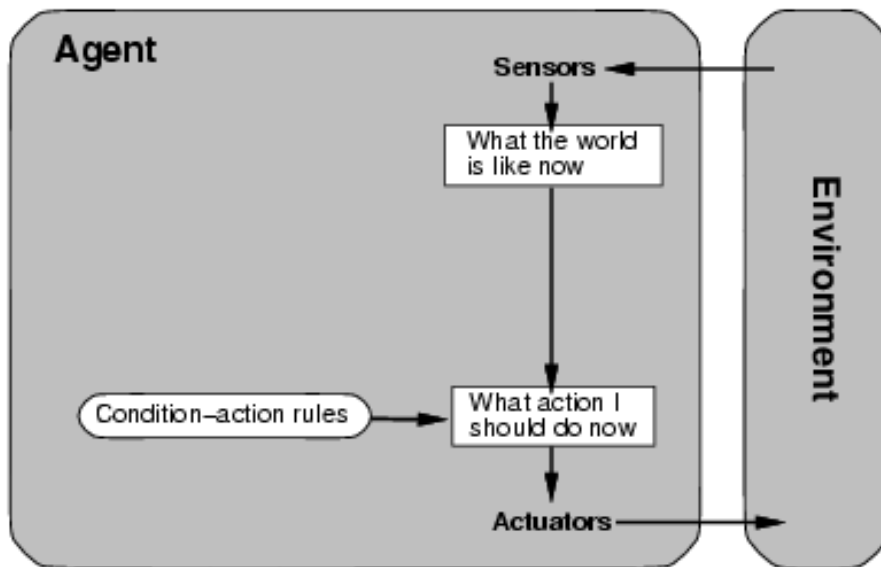 Agent
Sensors
What the world
is like now
Environment
Condition–action rules
What action I
should do now
Actuators